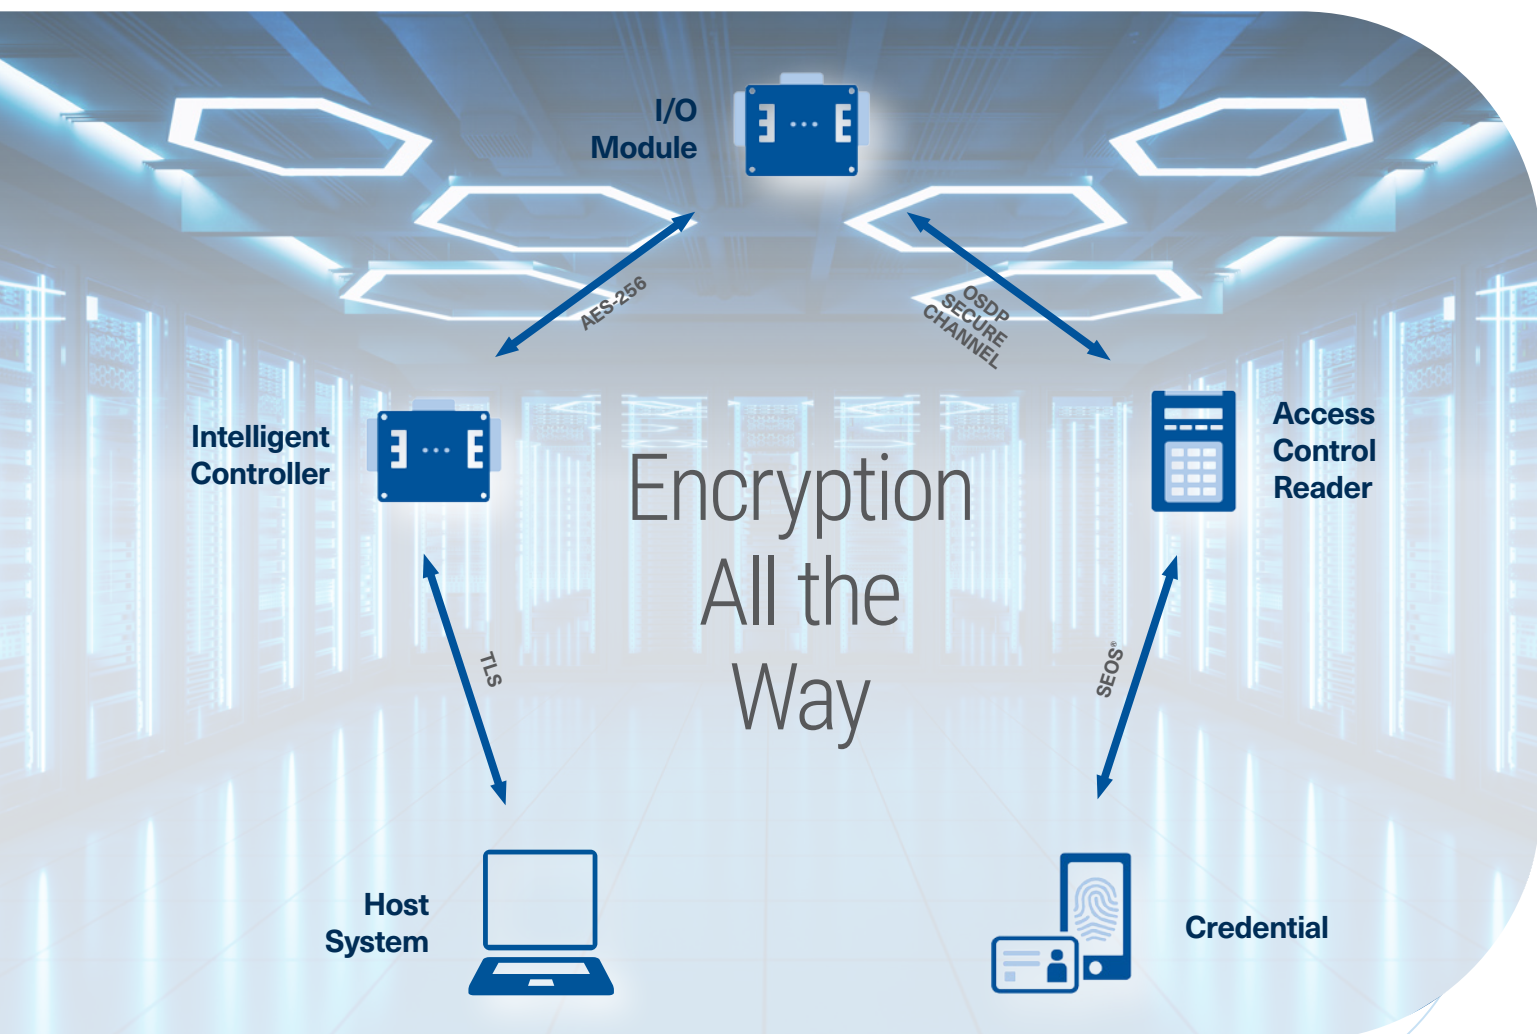 I/O
Module
AES-256
OSDP
SECURE
CHANNEL
Intelligent
Controller
Access
Control
Reader
Encryption
All the
Way
TLS
SEOS®
Host
System
Credential